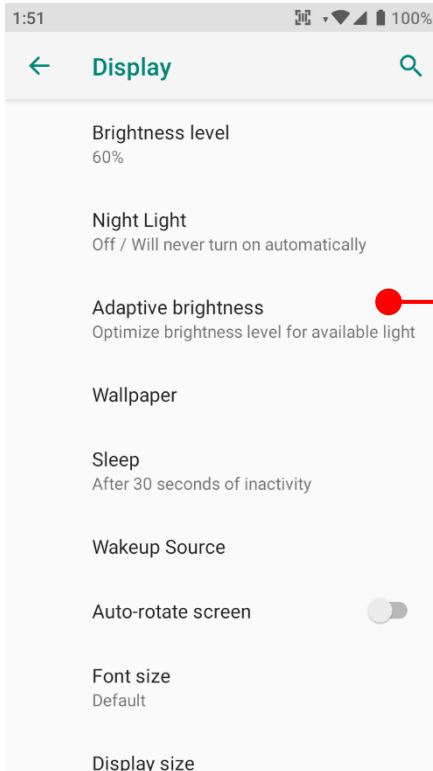 1:51
100%
Display
Brightness level
60%
Night Light
Off / Will never turn on automatically
Adaptive brightness
Optimize brightness level for available light
Wallpaper
Sleep
After 30 seconds of inactivity
Wakeup Source
Auto-rotate screen
Font size
Default
Display size